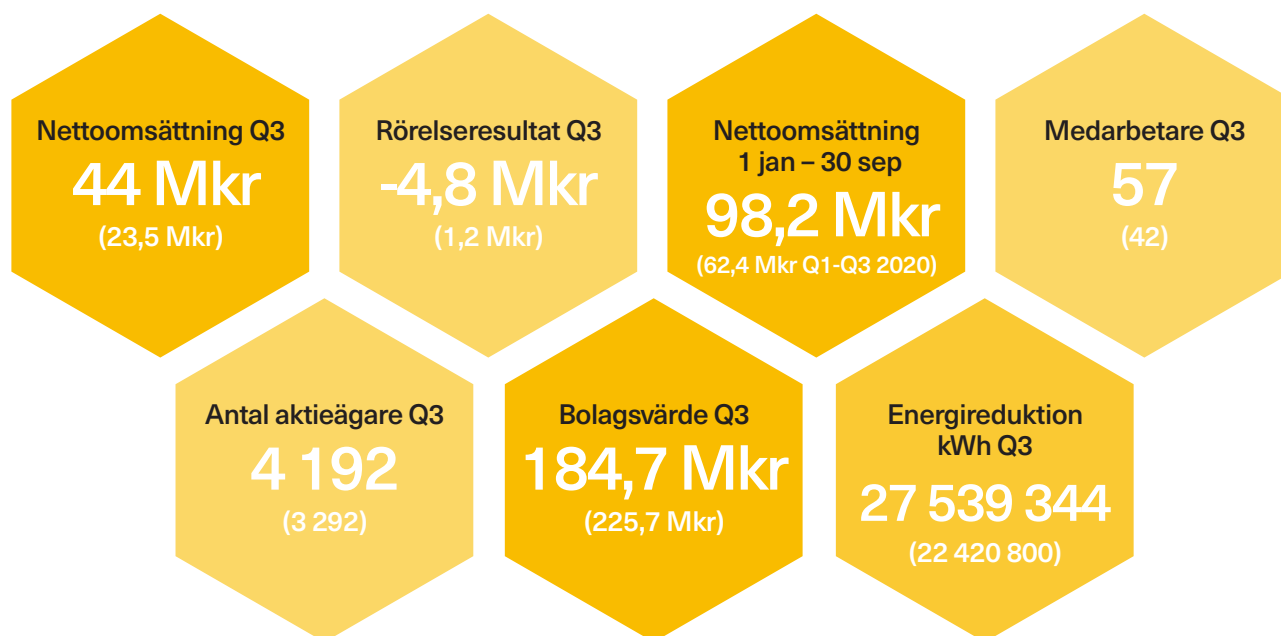 Nettoomsättning Q3
44 Mkr
(23,5 Mkr)
Rörelseresultat Q3
-4,8 Mkr
(1,2 Mkr)
Nettoomsättning
1 jan – 30 sep
98,2 Mkr
(62,4 Mkr Q1-Q3 2020)
Medarbetare Q3
57
(42)
Antal aktieägare Q3
4 192
(3 292)
Bolagsvärde Q3
184,7 Mkr
(225,7 Mkr)
Energireduktion
kWh Q3
27 539 344
(22 420 800)